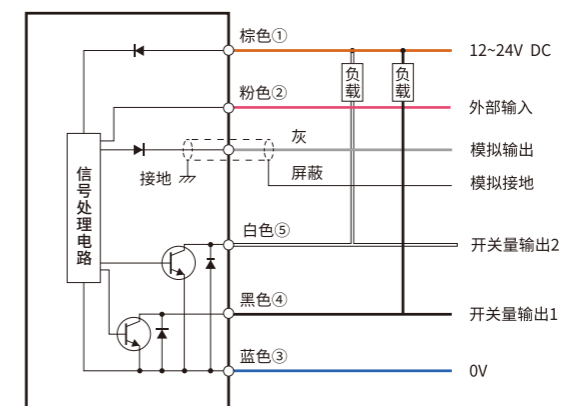 棕色①
12~24V DC
负载
负载
粉色②
外部输入
灰
模拟输出
接地
屏蔽
模拟接地
信号处理电路
白色⑤
开关量输出2
黑色④
开关量输出1
蓝色③
0V